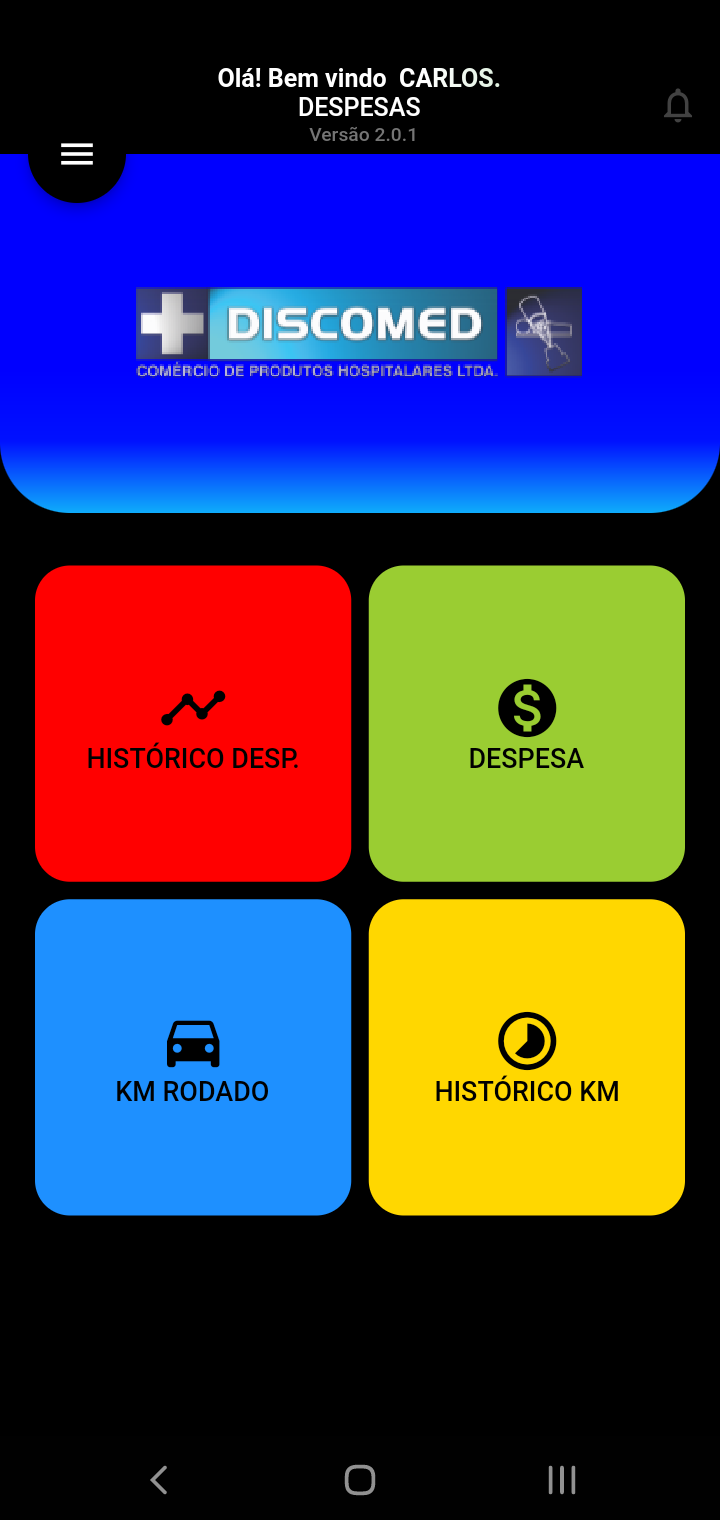 Olá! Bem vindo CARLOS.
DESPESAS
Versão 2.0.1
DISCOMED
COMÉRCIO DE PRODUTOS HOSPITALARES LTDA.
HISTÓRICO DESP.
DESPESA
KM RODADO
HISTÓRICO KM